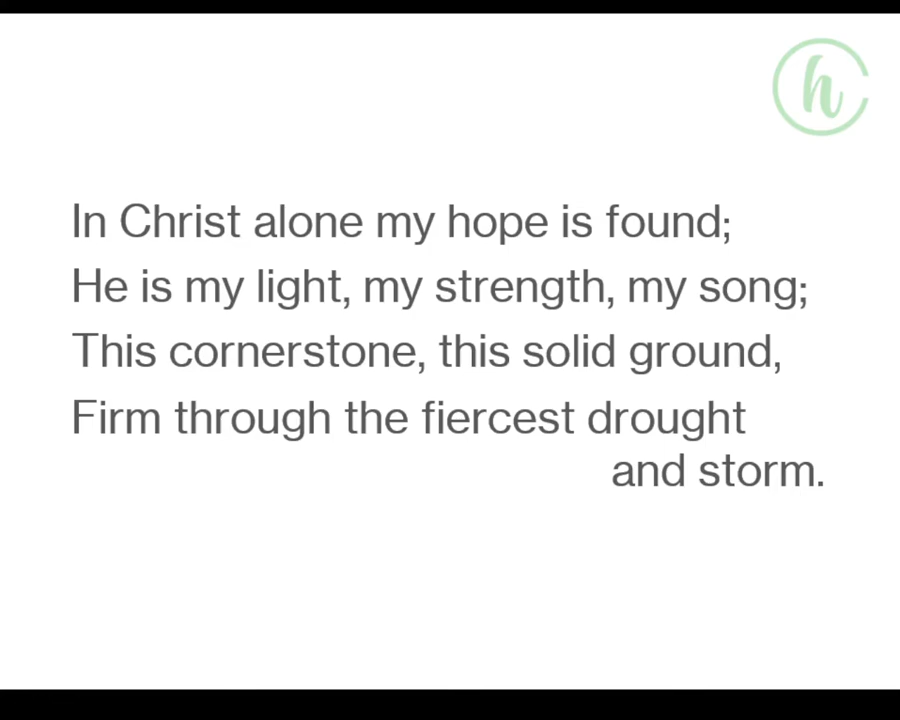 h
In Christ alone my hope is found;
He is my light, my strength, my song;
This cornerstone, this solid ground,
Firm through the fiercest drought
and storm.